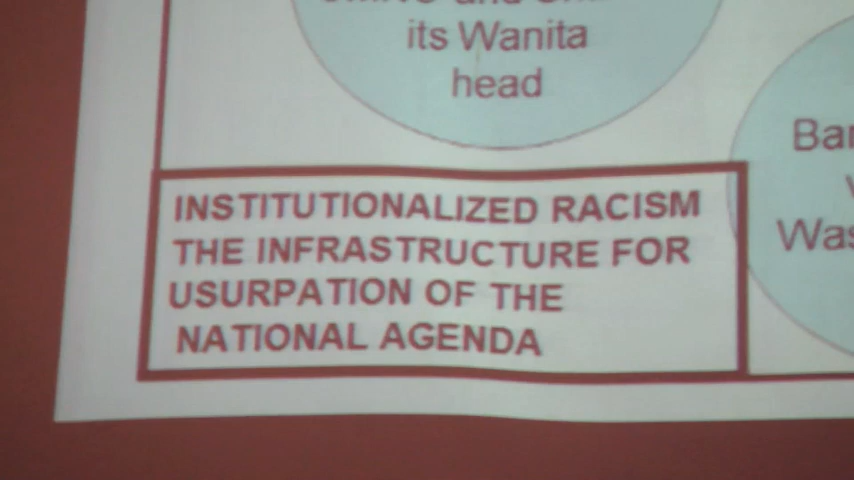 its Wanita
head
INSTITUTIONALIZED RACISM
THE INFRASTRUCTURE FOR
USURPATION OF THE
NATIONAL AGENDA